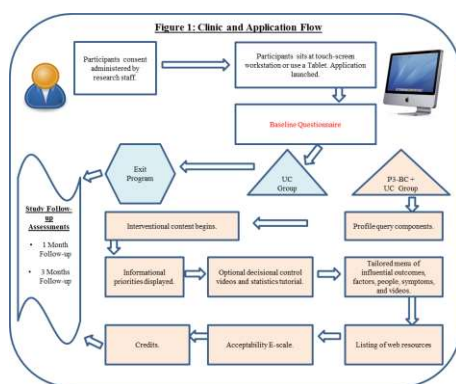 Figure 1: Clinic and Application Flow
Participants consent
administered by
research staff.
Participants sits at touch-screen
workstation or use a Tablet. Application
launched.
Baseline Questionnaire
Exit
Program
UC
Group
P3-BC +
UC Group
Study Follow-
up
Assessments
• 1 Month
Follow-up
• 3 Months
Follow-up
Interventional content begins.
Profile query components.
Informational
priorities displayed.
Optional decisional control
videos and statistics tutorial.
Tailored menu of
influential outcomes,
factors, people, symptoms,
and videos.
Credits.
Acceptability E-scale.
Listing of web resources